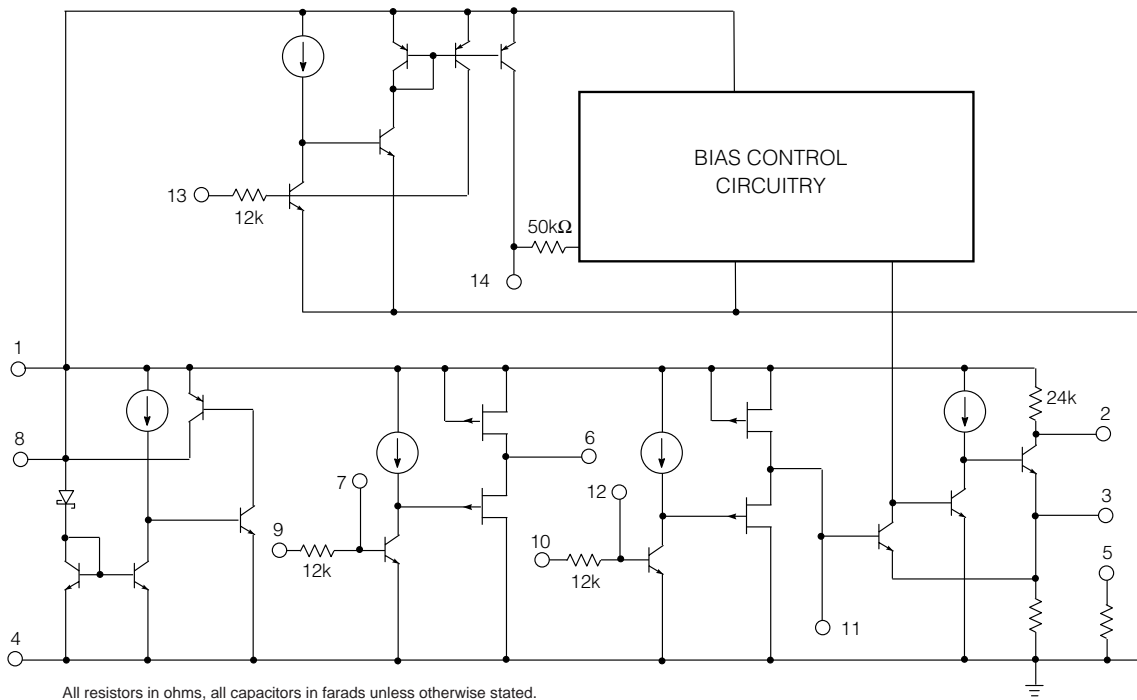 BIAS CONTROL
CIRCUITRY
13
12k
50kΩ
14
1
24k
8
2
6
7
12
3
9
10
5
12k
12k
4
11
All resistors in ohms, all capacitors in farads unless otherwise stated.